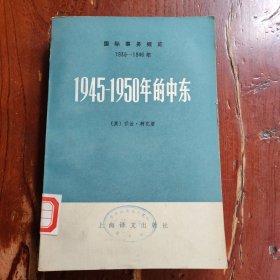 国际事务概览
1939—1946年
1945-1950年的中东
〔英〕乔治·柯克著
上海译文出版社